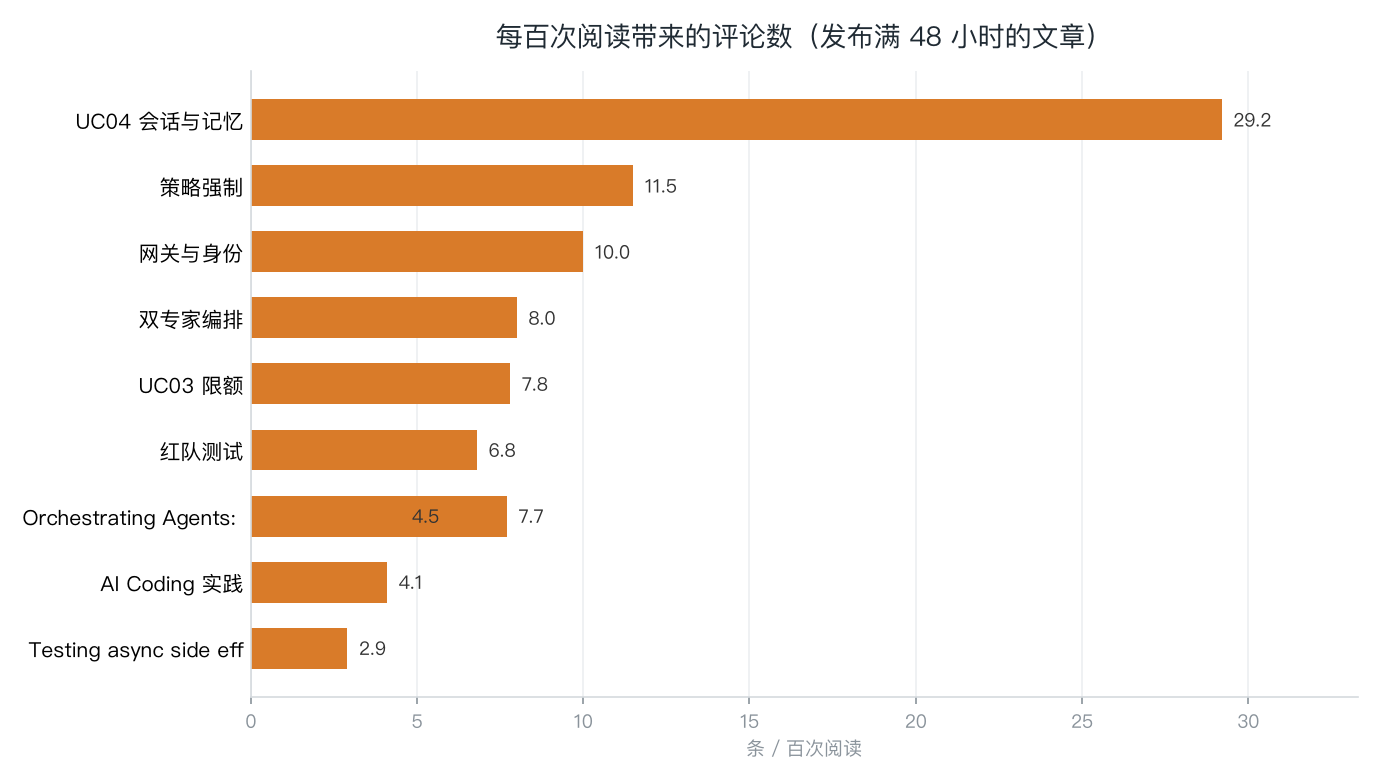 每百次阅读带来的评论数（发布满 48 小时的文章）
UC04 会话与记忆 29.2
策略强制 11.5
网关与身份 10.0
双专家编排 8.0
UC03 限额 7.8
红队测试 6.8
Orchestrating Agents: 4.5 7.7
AI Coding 实践 4.1
Testing async side eff 2.9
0 5 10 15 20 25 30
条 / 百次阅读